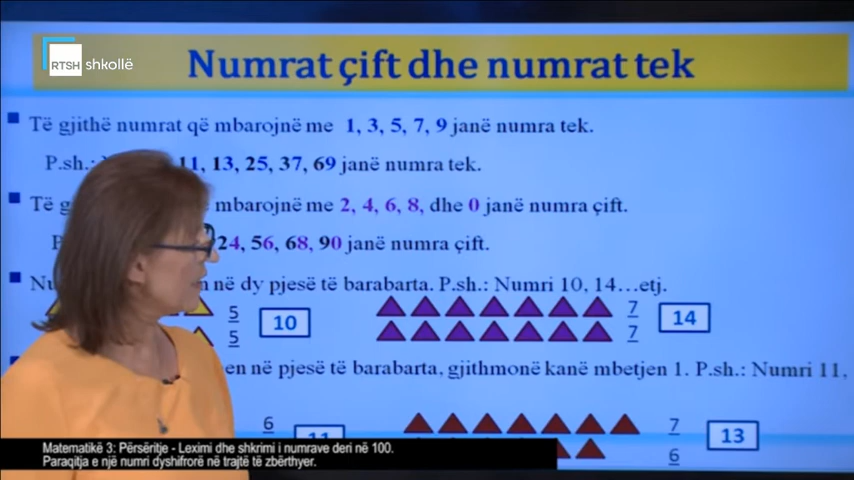 RTSH shkollë
Numrat çift dhe numrat tek
Të gjithë numrat që mbarojnë me 1, 3, 5, 7, 9 janë numra tek.
P.sh.: 11, 13, 25, 37, 69 janë numra tek.
mbarojnë me 2, 4, 6, 8, dhe 0 janë numra çift.
24, 56, 68, 90 janë numra çift.
në dy pjesë të barabarta. P.sh.: Numri 10, 14...etj.
5 10 7 14
5 7
në pjesë të barabarta, gjithmonë kanë mbetjen 1. P.sh.: Numri 11,
6 11 7 13
6
Matematikë 3: Përsëritje - Leximi dhe shkrimi i numrave deri në 100.
Paraqitja e një numri dyshifrorë në trajtë të zbërthyer.